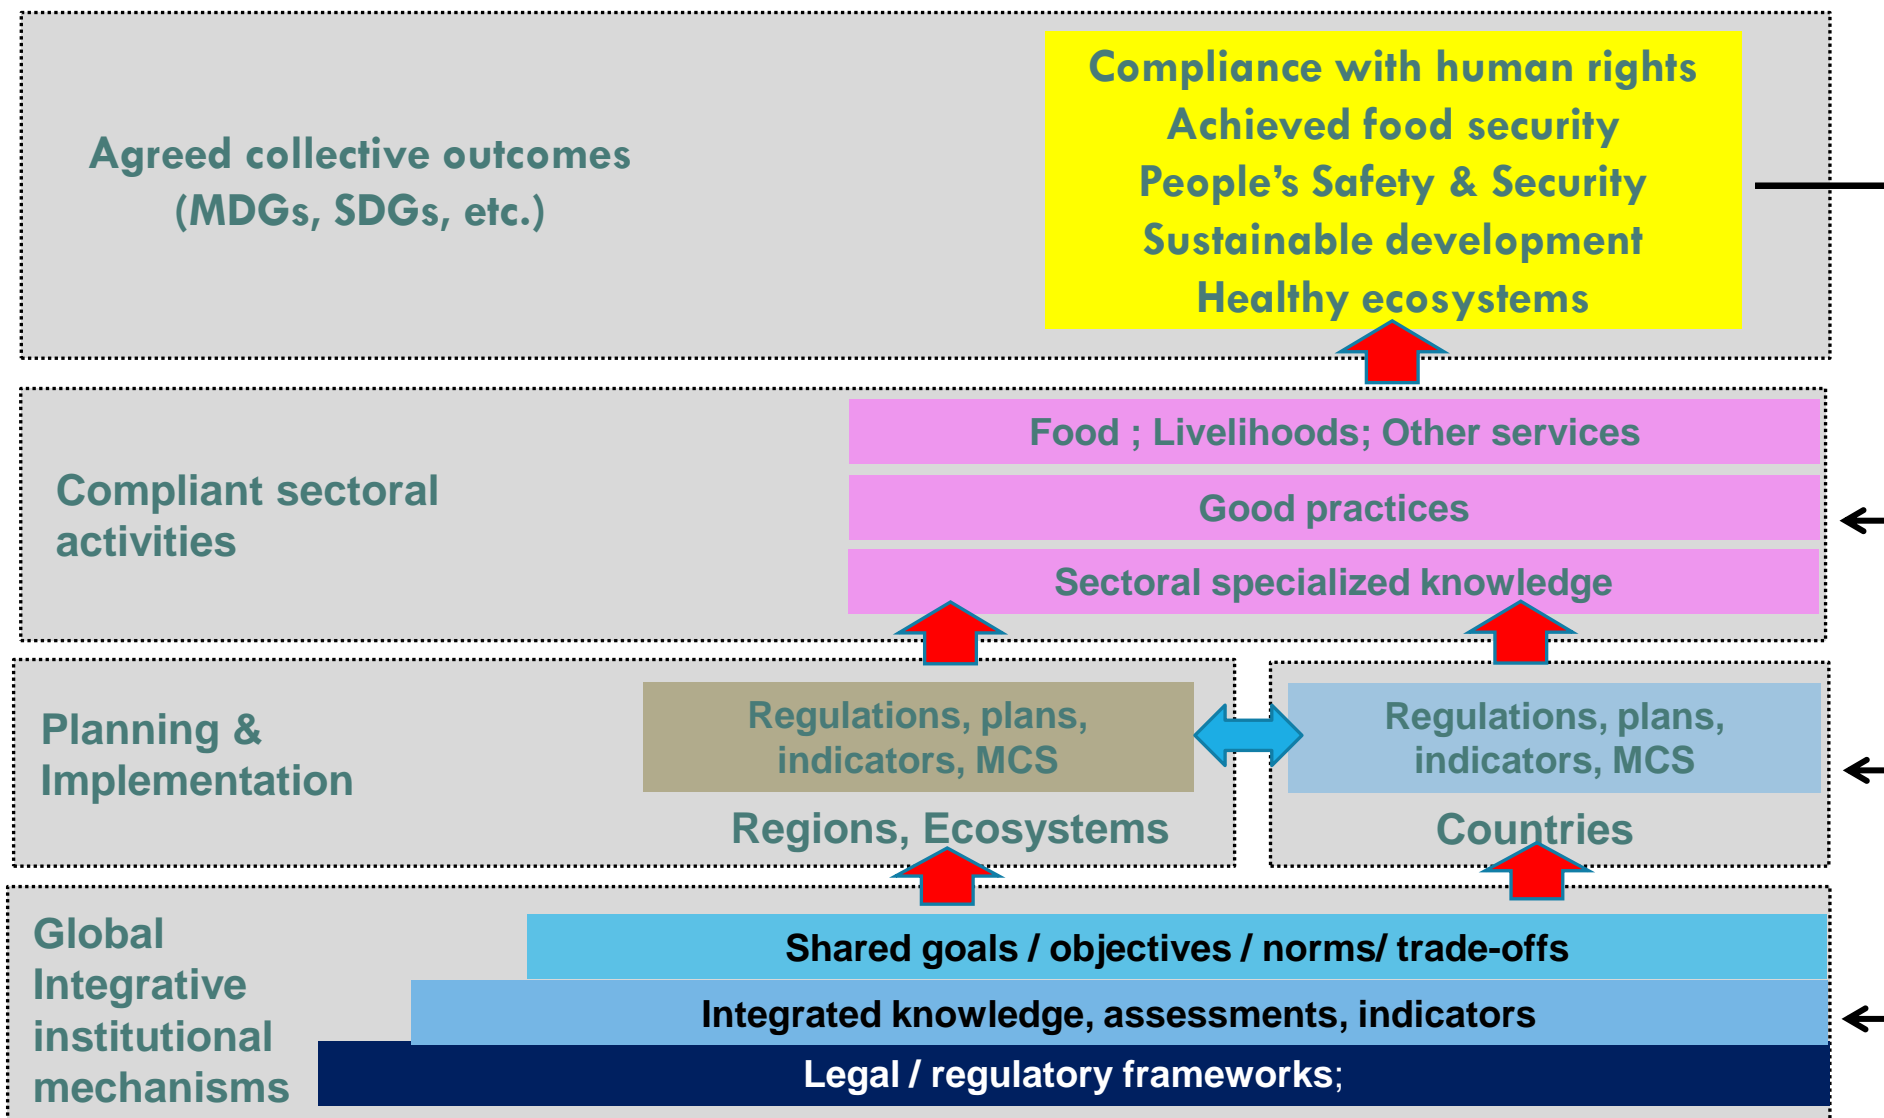 Agreed collective outcomes
(MDGs, SDGs, etc.)
Compliance with human rights
Achieved food security
People’s Safety & Security
Sustainable development
Healthy ecosystems
Compliant sectoral
activities
Food ; Livelihoods; Other services
Good practices
Sectoral specialized knowledge
Planning &
Implementation
Regulations, plans,
indicators, MCS
Regions, Ecosystems
Regulations, plans,
indicators, MCS
Countries
Global
Integrative
institutional
mechanisms
Shared goals / objectives / norms/ trade-offs
Integrated knowledge, assessments, indicators
Legal / regulatory frameworks;